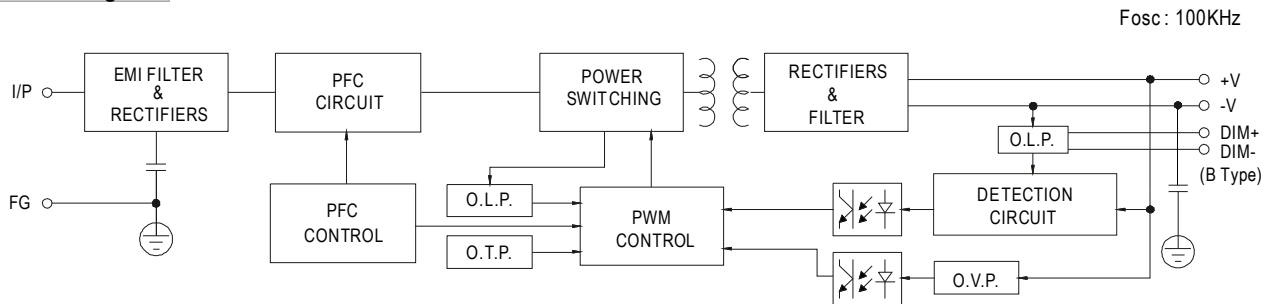 Fosc : 100KHz
I/P
EMI FILTER
&
RECTIFIERS
PFC
CIRCUIT
POWER
SWITCHING
RECTIFIERS
&
FILTER
+V
-V
DIM+
DIM-
(B Type)
O.L.P.
FG
PFC
CONTROL
O.L.P.
O.T.P.
PWM
CONTROL
DETECTION
CIRCUIT
O.V.P.